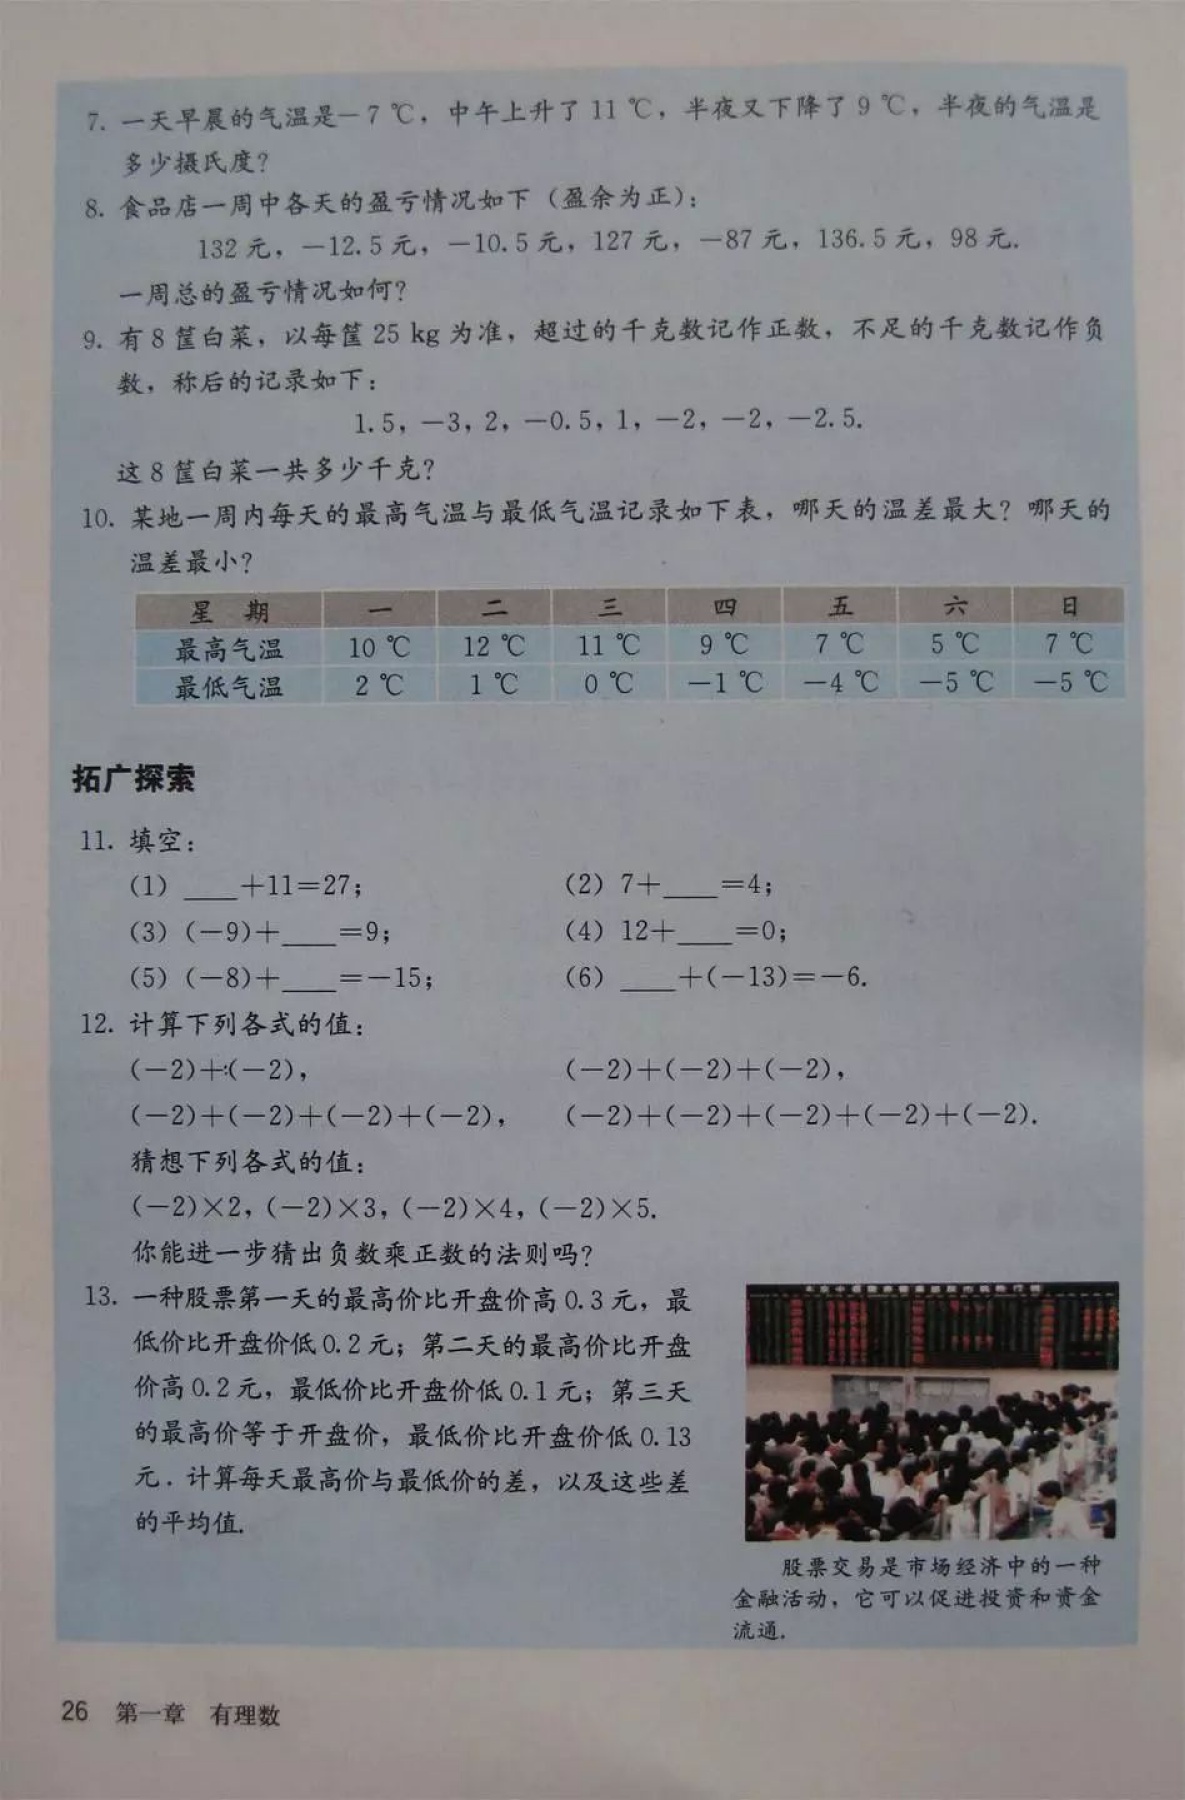 7. 一天早晨的气温是－7 ℃，中午上升了 11 ℃，半夜又下降了 9 ℃，半夜的气温是
多少摄氏度？
8. 食品店一周中各天的盈亏情况如下（盈余为正）：
132 元，－12.5 元，－10.5 元，127 元，－87 元，136.5 元，98 元.
一周总的盈亏情况如何？
9. 有 8 筐白菜，以每筐 25 kg 为准，超过的千克数记作正数，不足的千克数记作负
数，称后的记录如下：
1.5，－3，2，－0.5，1，－2，－2，－2.5.
这 8 筐白菜一共多少千克？
10. 某地一周内每天的最高气温与最低气温记录如下表，哪天的温差最大？哪天的
温差最小？
星 期 一 二 三 四 五 六 日
最高气温 10 ℃ 12 ℃ 11 ℃ 9 ℃ 7 ℃ 5 ℃ 7 ℃
最低气温 2 ℃ 1 ℃ 0 ℃ －1 ℃ －4 ℃ －5 ℃ －5 ℃
拓广探索
11. 填空：
(1) ____＋11＝27； (2) 7＋____＝4；
(3) (－9)＋____＝9； (4) 12＋____＝0；
(5) (－8)＋____＝－15； (6) ____＋(－13)＝－6.
12. 计算下列各式的值：
(－2)＋(－2)， (－2)＋(－2)＋(－2)，
(－2)＋(－2)＋(－2)＋(－2)， (－2)＋(－2)＋(－2)＋(－2)＋(－2).
猜想下列各式的值：
(－2)×2，(－2)×3，(－2)×4，(－2)×5.
你能进一步猜出负数乘正数的法则吗？
13. 一种股票第一天的最高价比开盘价高 0.3 元，最
低价比开盘价低 0.2 元；第二天的最高价比开盘
价高 0.2 元，最低价比开盘价低 0.1 元；第三天
的最高价等于开盘价，最低价比开盘价低 0.13
元．计算每天最高价与最低价的差，以及这些差
的平均值.
股票交易是市场经济中的一种
金融活动，它可以促进投资和资金
流通.
26 第一章 有理数